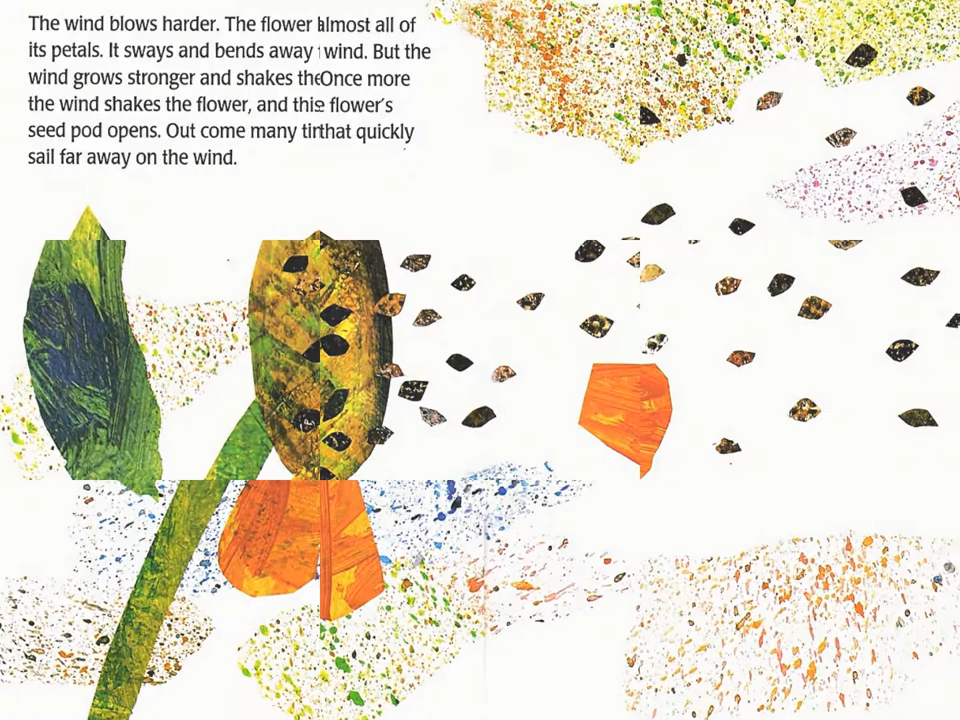 The wind blows harder. The flower almost all of
its petals. It sways and bends away wind. But the
wind grows stronger and shakes the Once more
the wind shakes the flower, and this flower's
seed pod opens. Out come many that quickly
sail far away on the wind.